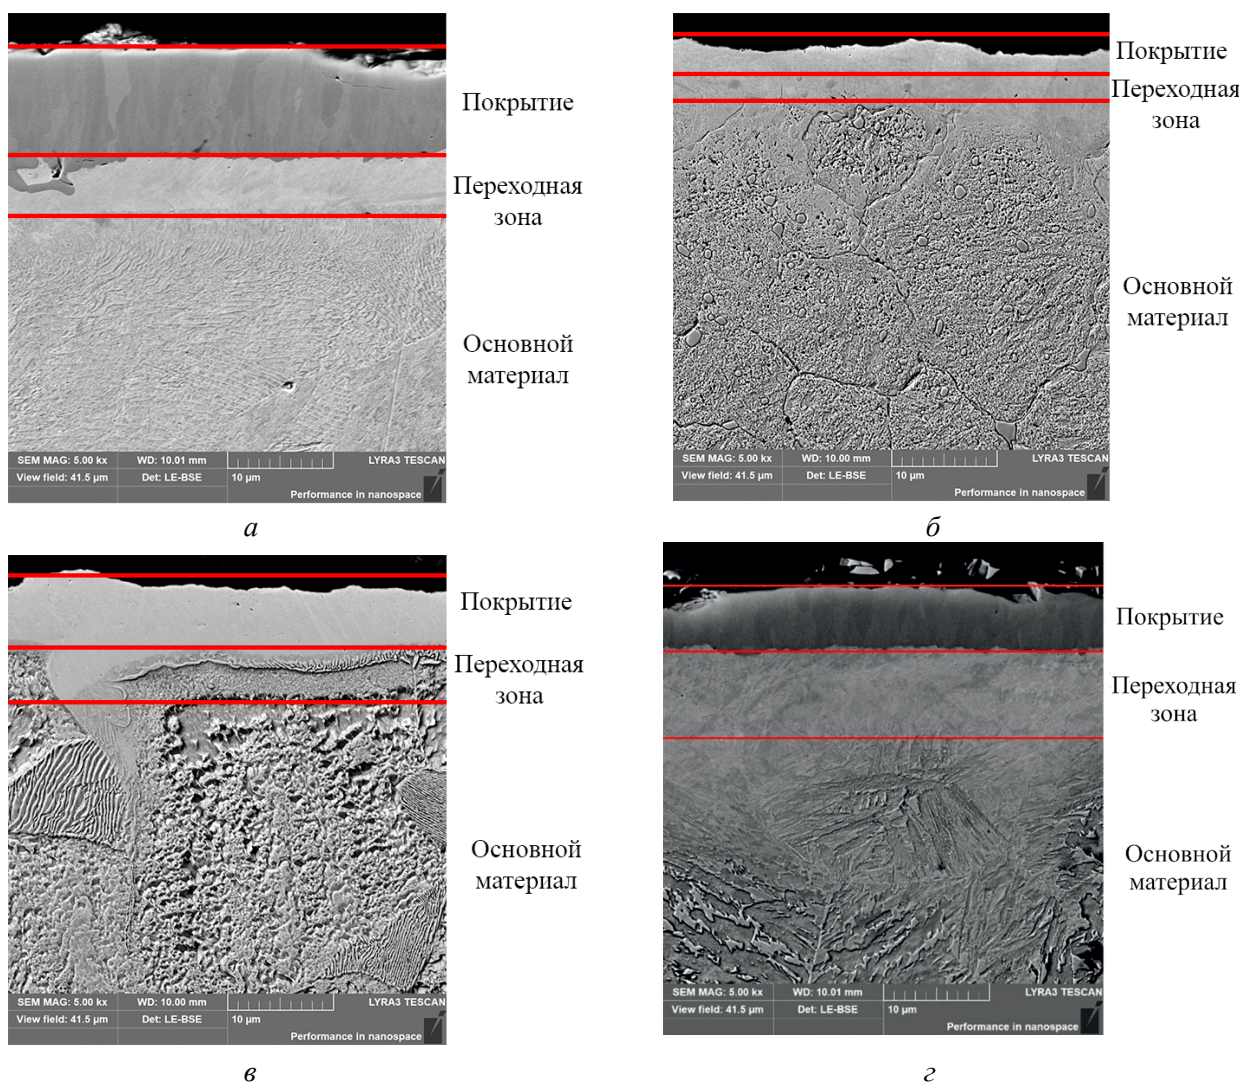 Покрытие
Переходная
зона
Основной
материал
SEM MAG: 5.00 kx
WD: 10.01 mm
LYRA3 TESCAN
View field: 41.5 µm
Det: LE-BSE
10 µm
Performance in nanospace
а
Покрытие
Переходная
зона
Основной
материал
SEM MAG: 5.00 kx
WD: 10.00 mm
LYRA3 TESCAN
View field: 41.5 µm
Det: LE-BSE
10 µm
Performance in nanospace
б
Покрытие
Переходная
зона
Основной
материал
SEM MAG: 5.00 kx
WD: 10.00 mm
LYRA3 TESCAN
View field: 41.5 µm
Det: LE-BSE
10 µm
Performance in nanospace
в
Покрытие
Переходная
зона
Основной
материал
SEM MAG: 5.00 kx
WD: 10.01 mm
LYRA3 TESCAN
View field: 41.5 µm
Det: LE-BSE
10 µm
Performance in nanospace
г